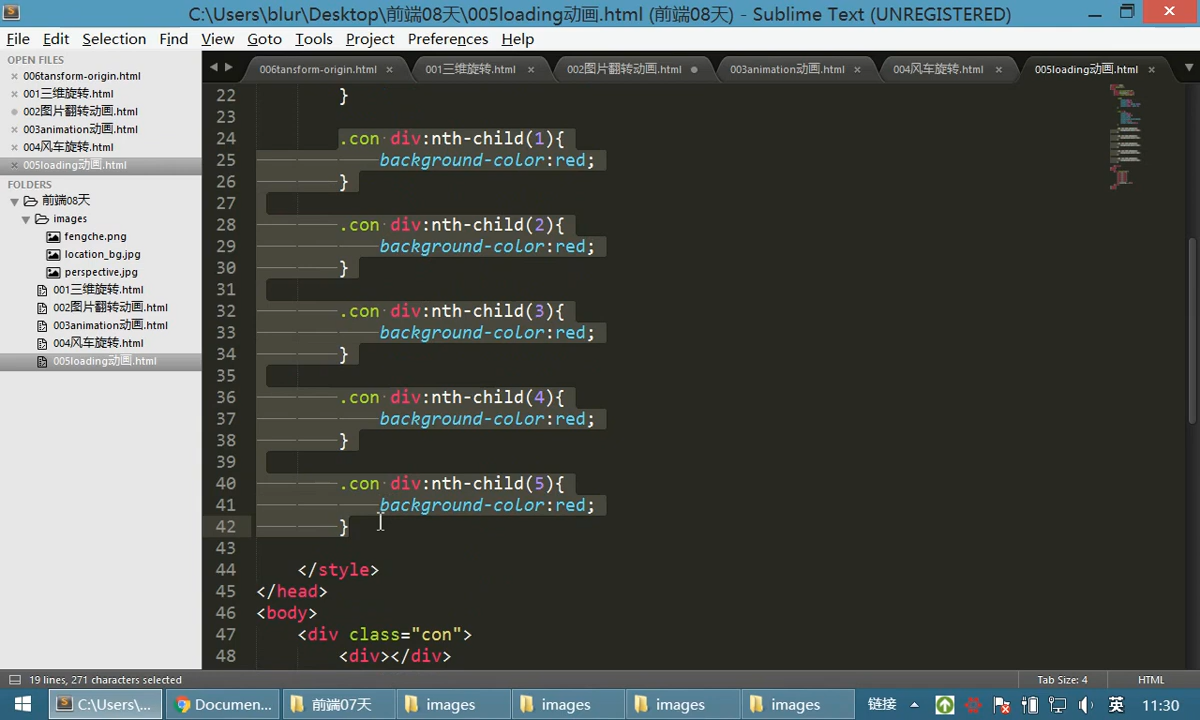 C:\Users\blur\Desktop\前端08天\005loading动画.html (前端08天) - Sublime Text (UNREGISTERED)
File Edit Selection Find View Goto Tools Project Preferences Help
OPEN FILES
006tansform-origin.html
001三维旋转.html
002图片翻转动画.html
003animation动画.html
004风车旋转.html
005loading动画.html
FOLDERS
前端08天
images
fengche.png
location_bg.jpg
perspective.jpg
001三维旋转.html
002图片翻转动画.html
003animation动画.html
004风车旋转.html
005loading动画.html
006tansform-origin.html 001三维旋转.html 002图片翻转动画.html 003animation动画.html 004风车旋转.html 005loading动画.html
22 }
23
24 .con div:nth-child(1){
25 background-color:red;
26 }
27
28 .con div:nth-child(2){
29 background-color:red;
30 }
31
32 .con div:nth-child(3){
33 background-color:red;
34 }
35
36 .con div:nth-child(4){
37 background-color:red;
38 }
39
40 .con div:nth-child(5){
41 background-color:red;
42 }
43
44 </style>
45 </head>
46 <body>
47 <div class="con">
48 <div></div>
19 lines, 271 characters selected Tab Size: 4 HTML
C:\Users\... Documen... 前端07天 images images images images 链接 英 11:30